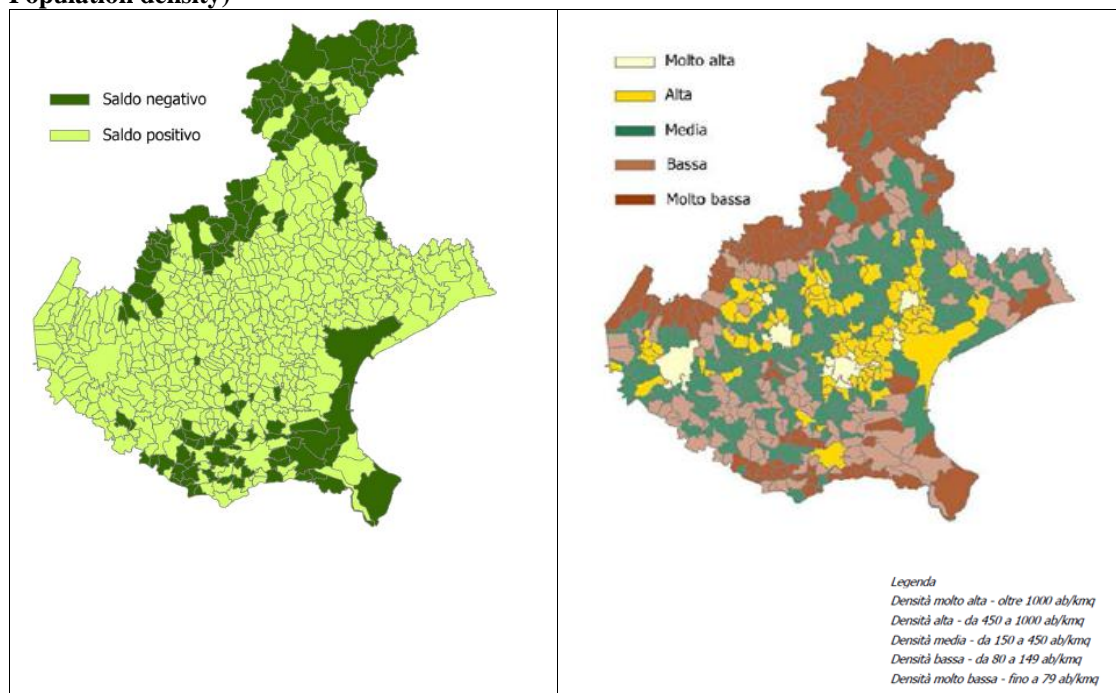 Population density)
Saldo negativo
Saldo positivo
Molto alta
Alta
Media
Bassa
Molto bassa
Legenda
Densità molto alta - oltre 1000 ab/kmq
Densità alta - da 450 a 1000 ab/kmq
Densità media - da 150 a 450 ab/kmq
Densità bassa - da 80 a 149 ab/kmq
Densità molto bassa - fino a 79 ab/kmq